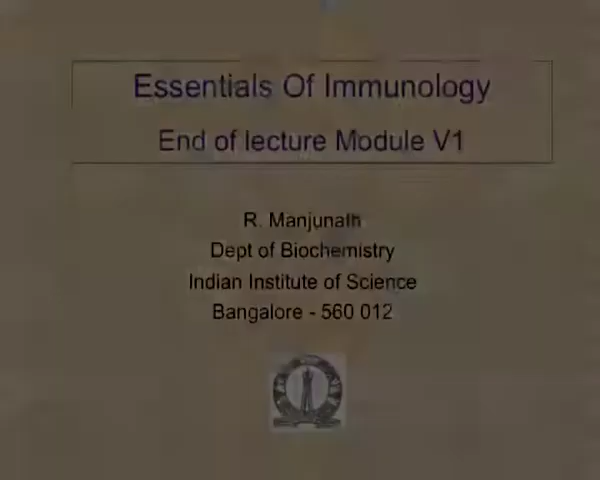 Essentials Of Immunology
End of lecture Module V1
R. Manjunath
Dept of Biochemistry
Indian Institute of Science
Bangalore - 560 012